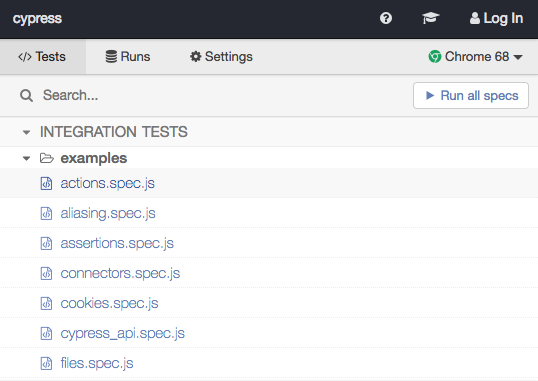 cypress Log In
Tests Runs Settings Chrome 68
Search... Run all specs
INTEGRATION TESTS
examples
actions.spec.js
aliasing.spec.js
assertions.spec.js
connectors.spec.js
cookies.spec.js
cypress_api.spec.js
files.spec.js